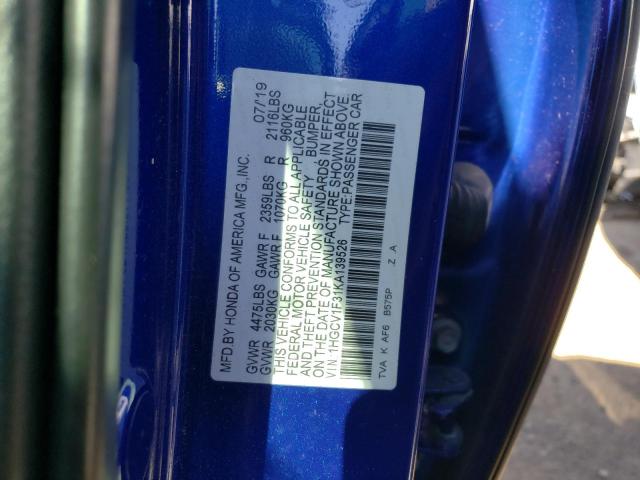 MFD.BY HONDA OF AMERICA MFG.,INC. 07/'19
GVWR 4475LBS GAWR F 2359LBS R 2116LBS
GVWR 2030KG GAWR F 1070KG R 960KG
THIS VEHICLE CONFORMS TO ALL APPLICABLE
FEDERAL MOTOR VEHICLE SAFETY , BUMPER,
AND THEFT PREVENTION STANDARDS IN EFFECT
ON THE DATE OF MANUFACTURE SHOWN ABOVE.
V.I.N.:1HGCV1F31KA139526 TYPE:PASSENGER CAR
TVA K AF6 B575P .Z .A